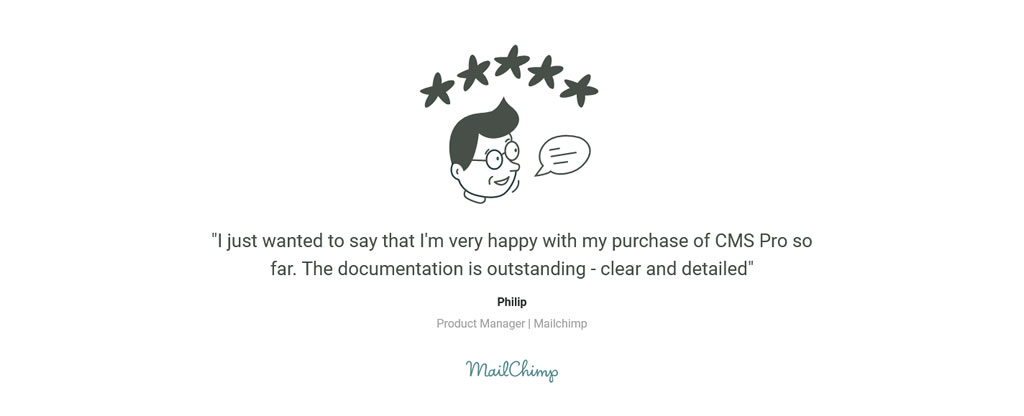 "I just wanted to say that I'm very happy with my purchase of CMS Pro so
far. The documentation is outstanding - clear and detailed"
Philip
Product Manager | Mailchimp
MailChimp